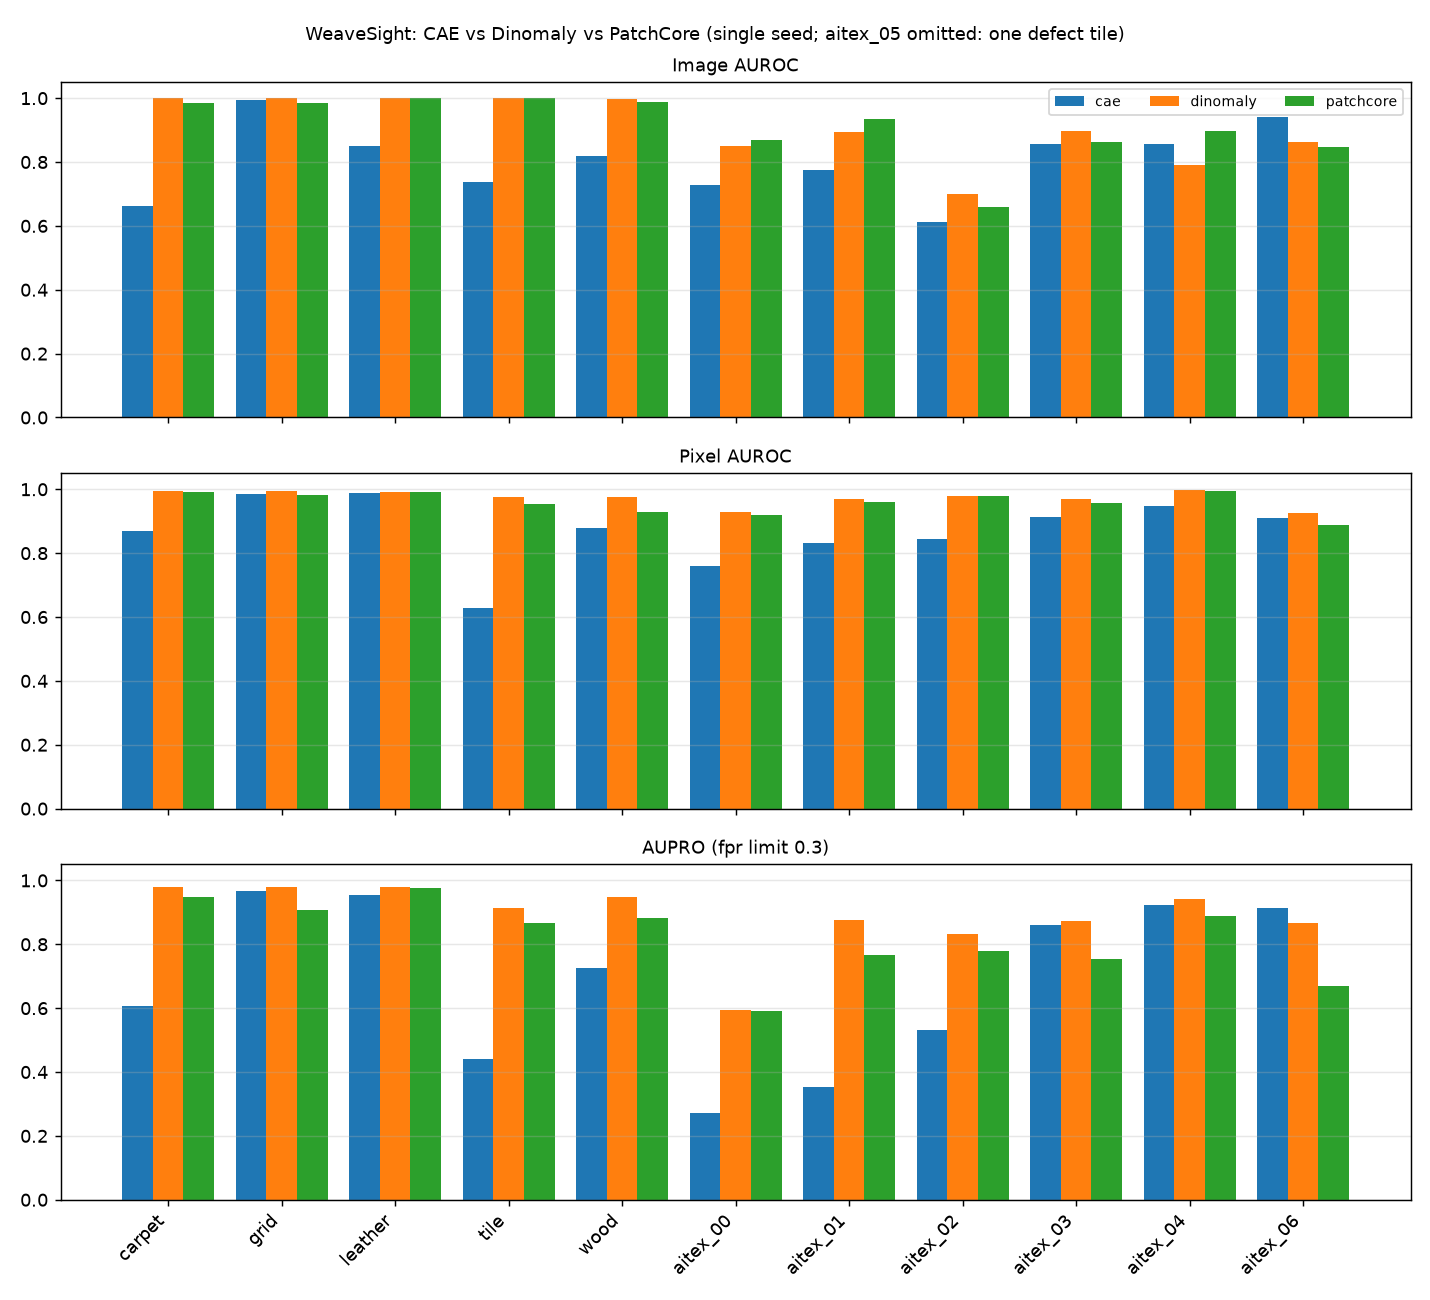 WeaveSight: CAE vs Dinomaly vs PatchCore (single seed; aitex_05 omitted: one defect tile)
Image AUROC
cae dinomaly patchcore
1.0
0.8
0.6
0.4
0.2
0.0
Pixel AUROC
1.0
0.8
0.6
0.4
0.2
0.0
AUPRO (fpr limit 0.3)
1.0
0.8
0.6
0.4
0.2
0.0
carpet
grid
leather
tile
wood
aitex_00
aitex_01
aitex_02
aitex_03
aitex_04
aitex_06